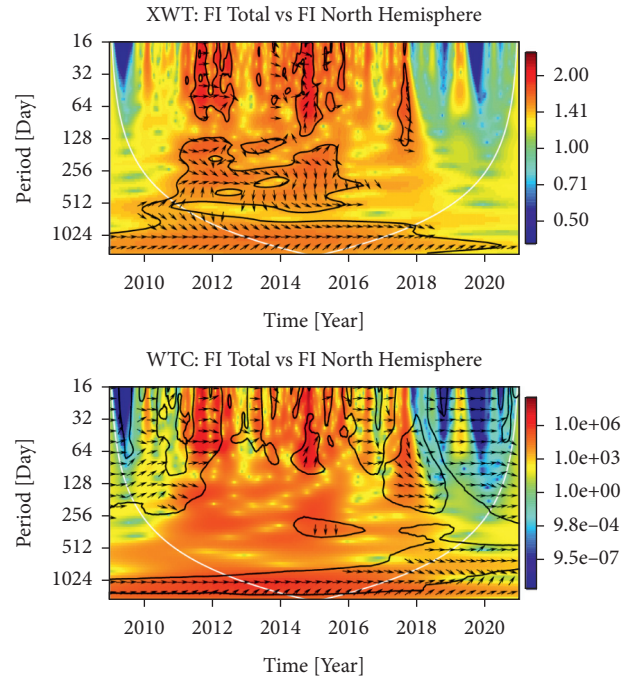 XWT: FI Total vs FI North Hemisphere
Period [Day]
16
32
64
128
256
512
1024
2010 2012 2014 2016 2018 2020
Time [Year]
2.00
1.41
1.00
0.71
0.50
WTC: FI Total vs FI North Hemisphere
Period [Day]
16
32
64
128
256
512
1024
2010 2012 2014 2016 2018 2020
Time [Year]
1.0e+06
1.0e+03
1.0e+00
9.8e−04
9.5e−07